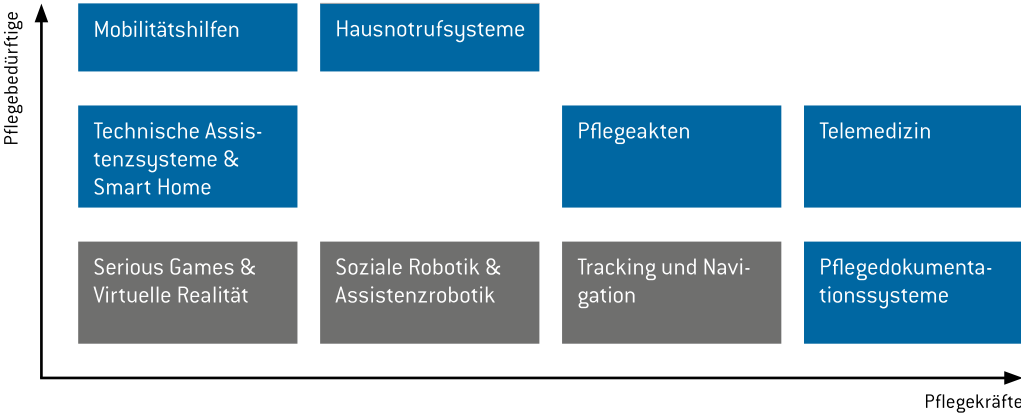 Pflegebedürftige
Mobilitätshilfen
Hausnotrufsysteme
Technische Assis-
tenzsysteme &
Smart Home
Pflegeakten
Telemedizin
Serious Games &
Virtuelle Realität
Soziale Robotik &
Assistenzrobotik
Tracking und Navi-
gation
Pflegedokumenta-
tionssysteme
Pflegekräfte